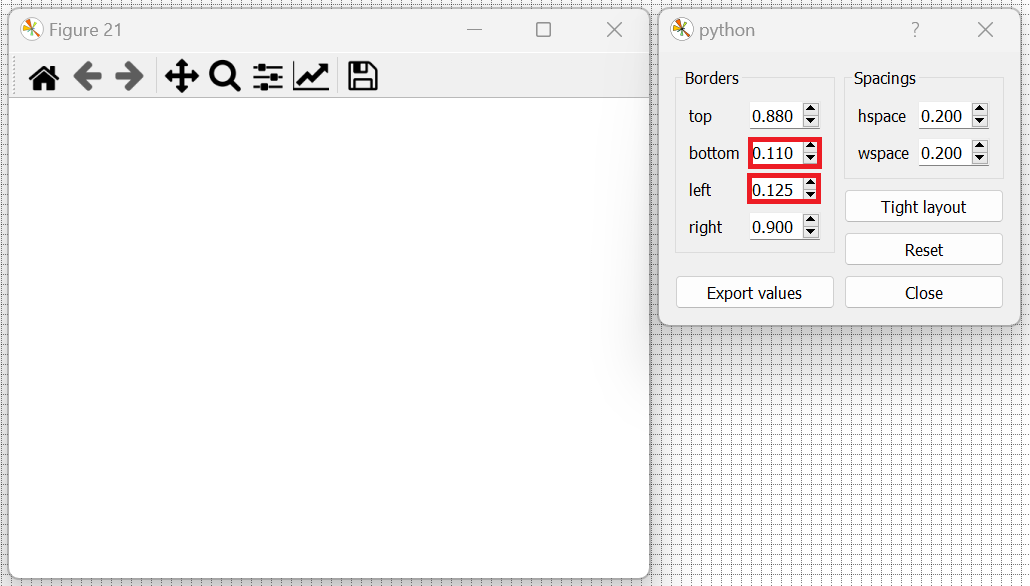 Figure 21
python
?
Borders
top 0.880
bottom 0.110
left 0.125
right 0.900
Export values
Spacings
hspace 0.200
wspace 0.200
Tight layout
Reset
Close